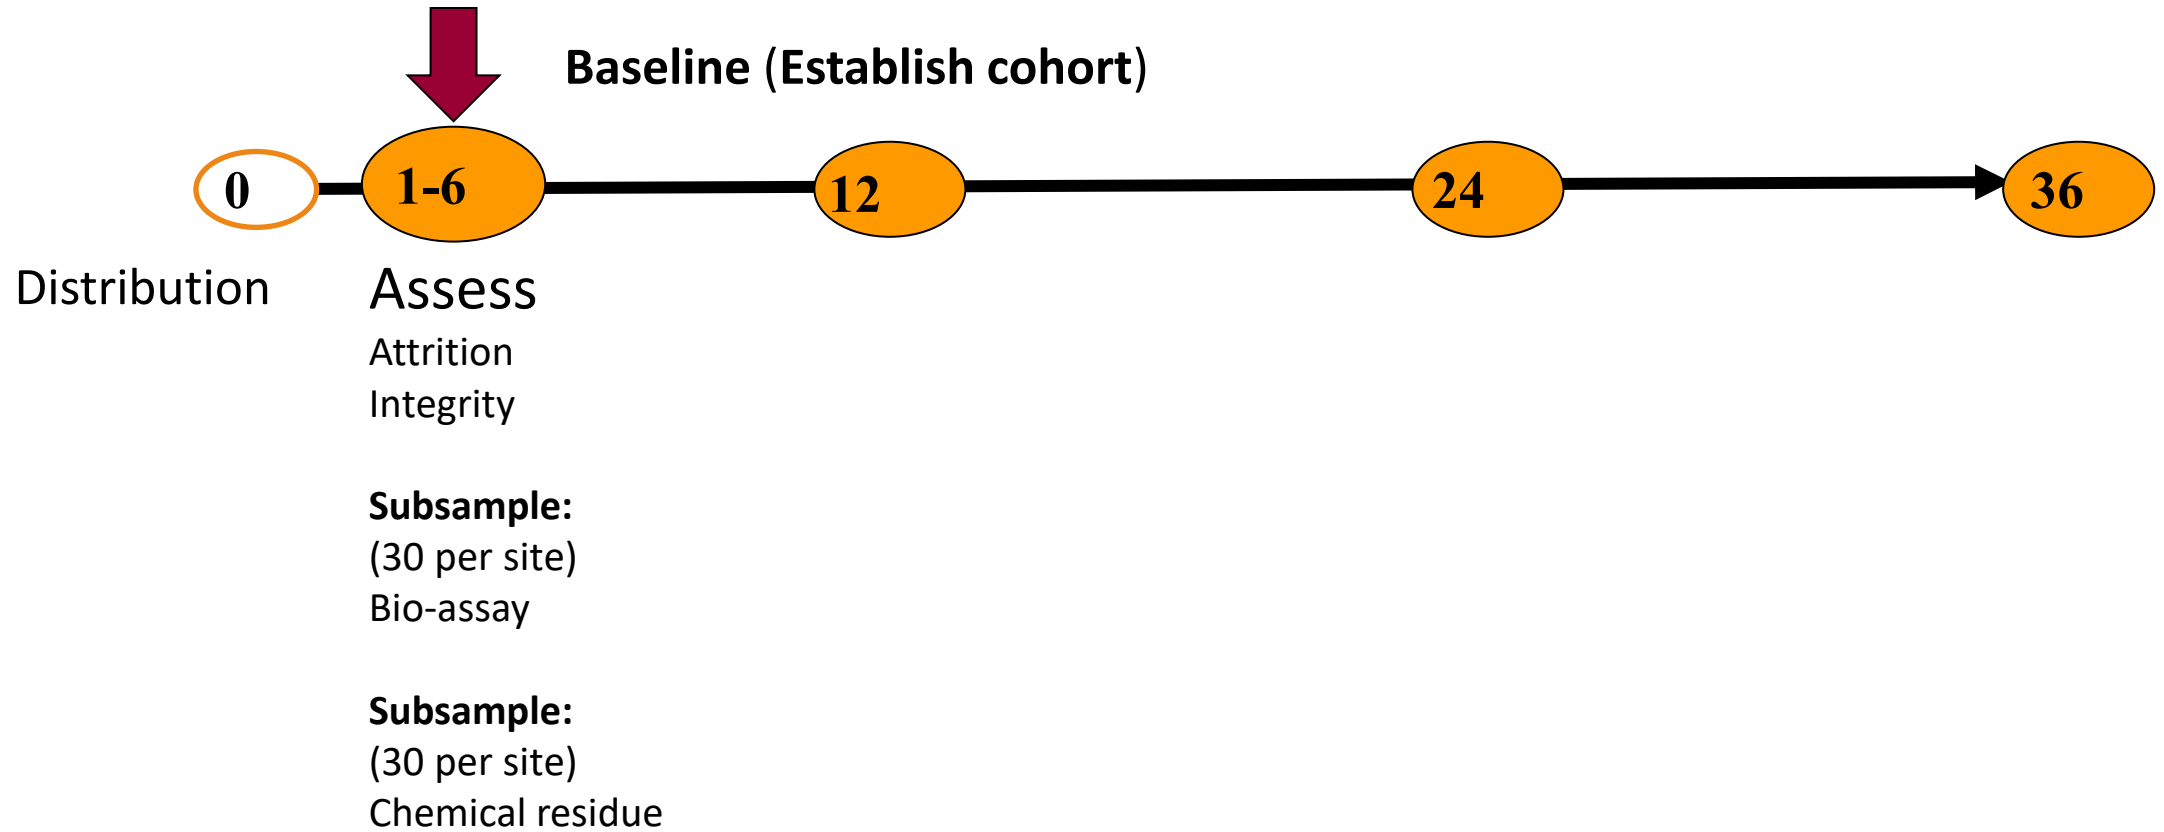 Baseline (Establish cohort)
0
1-6
12
24
36
Distribution
Assess
Attrition
Integrity
Subsample:
(30 per site)
Bio-assay
Subsample:
(30 per site)
Chemical residue